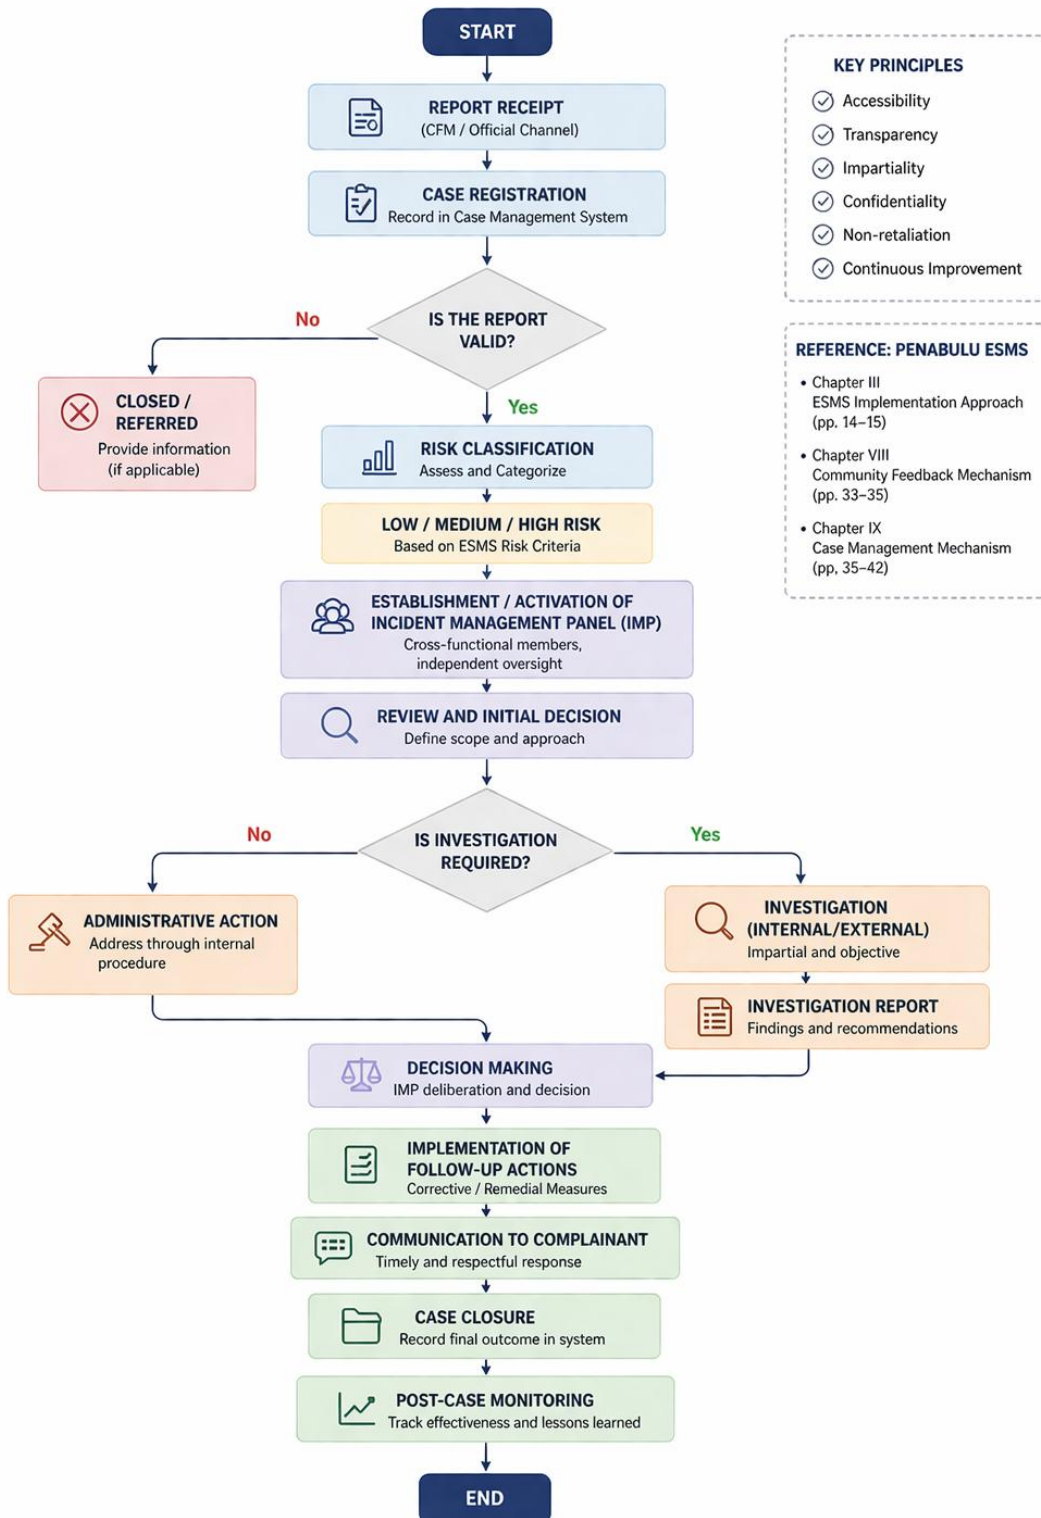 START
REPORT RECEIPT
(CFM / Official Channel)
CASE REGISTRATION
Record in Case Management System
IS THE REPORT
VALID?
No
CLOSED /
REFERRED
Provide information
(if applicable)
Yes
RISK CLASSIFICATION
Assess and Categorize
LOW / MEDIUM / HIGH RISK
Based on ESMS Risk Criteria
ESTABLISHMENT / ACTIVATION OF
INCIDENT MANAGEMENT PANEL (IMP)
Cross-functional members,
independent oversight
REVIEW AND INITIAL DECISION
Define scope and approach
IS INVESTIGATION
REQUIRED?
No
Yes
ADMINISTRATIVE ACTION
Address through internal
procedure
INVESTIGATION
(INTERNAL/EXTERNAL)
Impartial and objective
INVESTIGATION REPORT
Findings and recommendations
DECISION MAKING
IMP deliberation and decision
IMPLEMENTATION OF
FOLLOW-UP ACTIONS
Corrective / Remedial Measures
COMMUNICATION TO COMPLAINANT
Timely and respectful response
CASE CLOSURE
Record final outcome in system
POST-CASE MONITORING
Track effectiveness and lessons learned
END
KEY PRINCIPLES
Accessibility
Transparency
Impartiality
Confidentiality
Non-retaliation
Continuous Improvement
REFERENCE: PENABULU ESMS
• Chapter III
ESMS Implementation Approach
(pp. 14–15)
• Chapter VIII
Community Feedback Mechanism
(pp. 33–35)
• Chapter IX
Case Management Mechanism
(pp, 35–42)